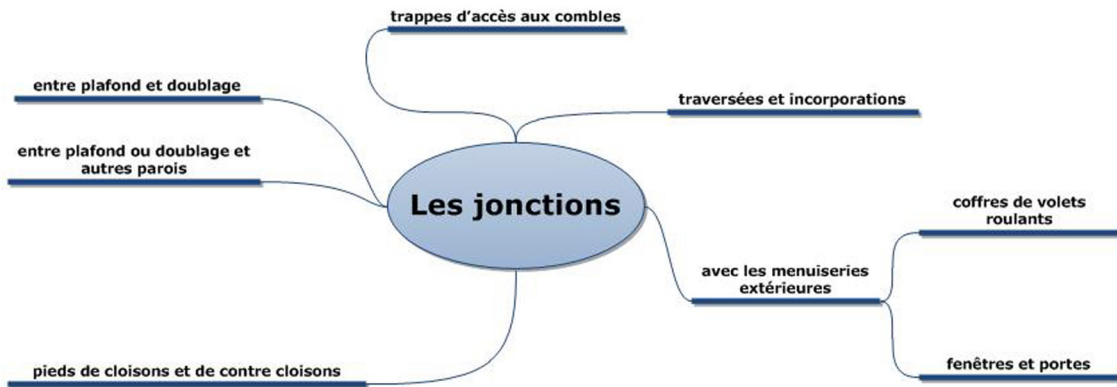 trappes d’accès aux combles
entre plafond et doublage
traversées et incorporations
entre plafond ou doublage et
autres parois
Les jonctions
coffres de volets
roulants
avec les menuiseries
extérieures
fenêtres et portes
pieds de cloisons et de contre cloisons